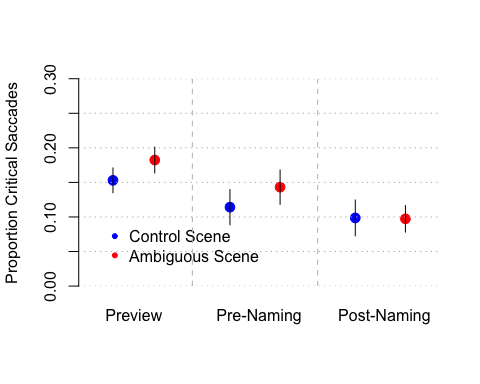 Proportion Critical Saccades
0.30
0.20
0.10
0.00
Control Scene
Ambiguous Scene
Preview
Pre-Naming
Post-Naming